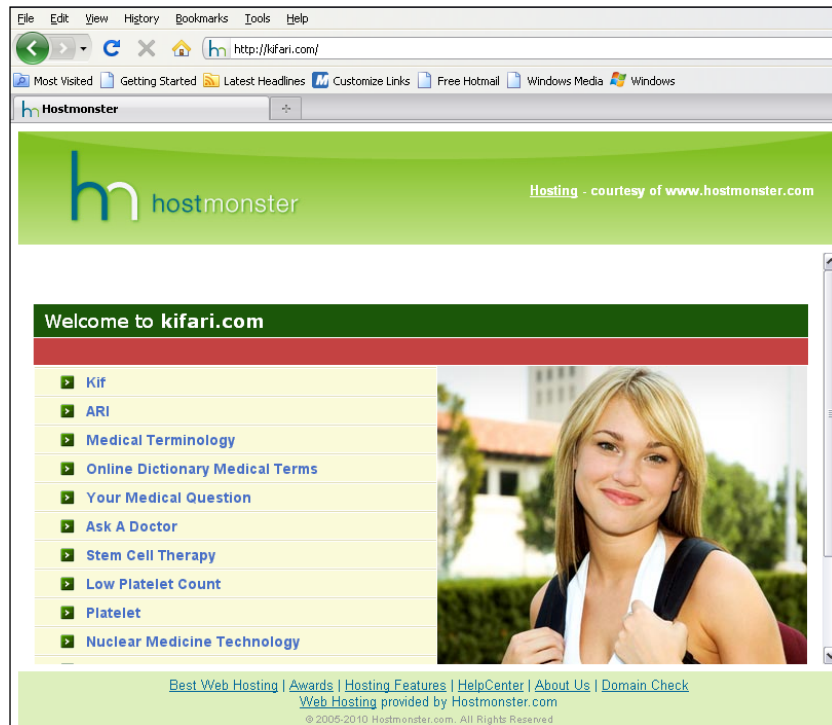 File Edit View History Bookmarks Tools Help
http://kifari.com/
Most Visited Getting Started Latest Headlines Customize Links Free Hotmail Windows Media Windows
Hostmonster
hostmonster
Hosting - courtesy of www.hostmonster.com
Welcome to kifari.com
Kif
ARI
Medical Terminology
Online Dictionary Medical Terms
Your Medical Question
Ask A Doctor
Stem Cell Therapy
Low Platelet Count
Platelet
Nuclear Medicine Technology
Best Web Hosting | Awards | Hosting Features | HelpCenter | About Us | Domain Check
Web Hosting provided by Hostmonster.com
© 2005-2010 Hostmonster.com. All Rights Reserved